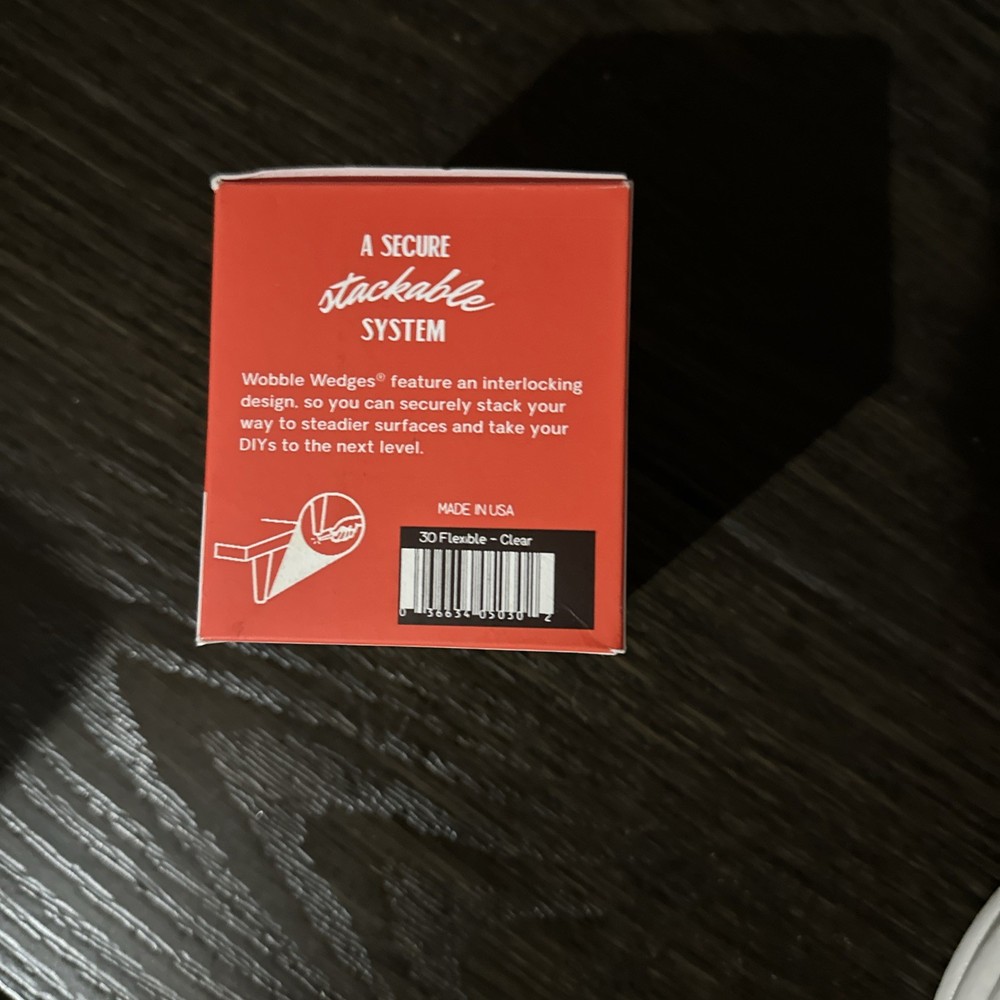 A SECURE
stackable
SYSTEM
Wobble Wedges® feature an interlocking
design. so you can securely stack your
way to steadier surfaces and take your
DIYs to the next level.
MADE IN USA
30 Flexible - Clear
0 36634 05030 2